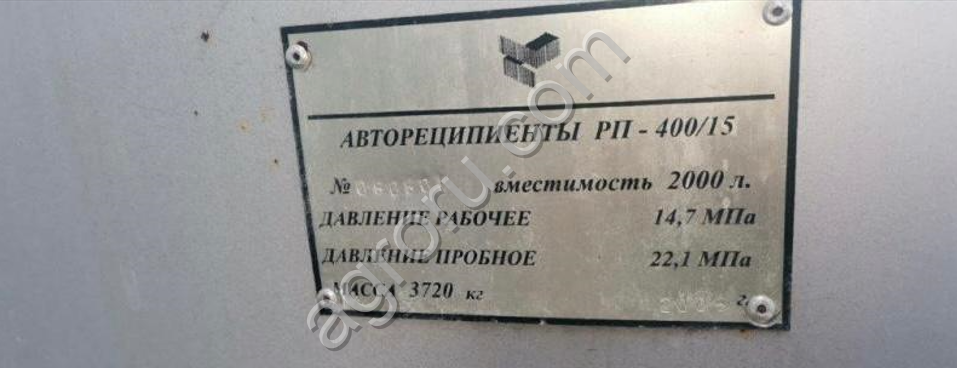 АВТОРЕЦИПИЕНТЫ РП - 400/15
№ вместимость 2000 л.
ДАВЛЕНИЕ РАБОЧЕЕ 14,7 МПа
ДАВЛЕНИЕ ПРОБНОЕ 22,1 МПа
МАССА 3720 кг г.
agroru.com